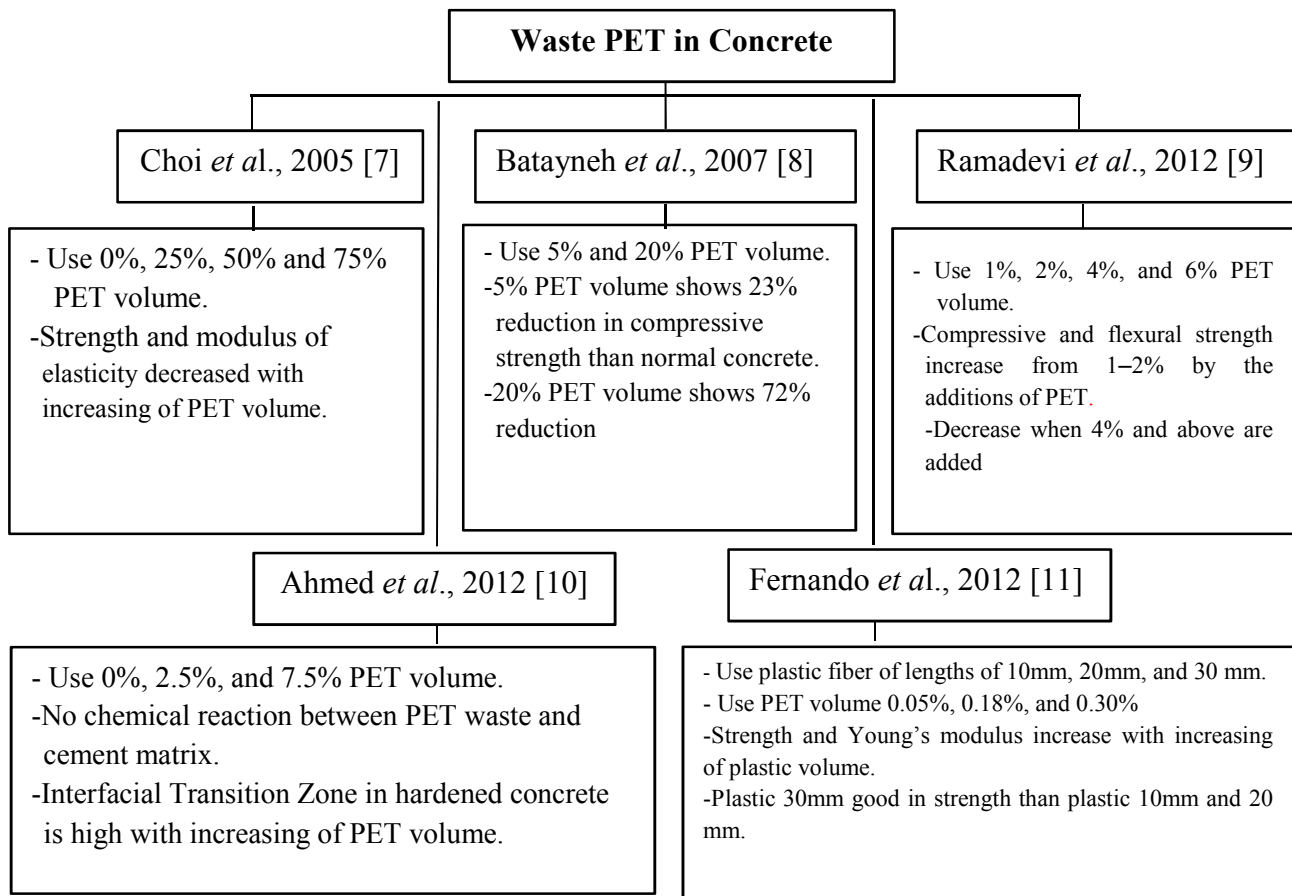 Waste PET in Concrete
Choi et al., 2005 [7]
Batayneh et al., 2007 [8]
Ramadevi et al., 2012 [9]
- Use 0%, 25%, 50% and 75%
PET volume.
-Strength and modulus of
elasticity decreased with
increasing of PET volume.
- Use 5% and 20% PET volume.
-5% PET volume shows 23%
reduction in compressive
strength than normal concrete.
-20% PET volume shows 72%
reduction
- Use 1%, 2%, 4%, and 6% PET
volume.
-Compressive and flexural strength
increase from 1–2% by the
additions of PET.
-Decrease when 4% and above are
added
Ahmed et al., 2012 [10]
Fernando et al., 2012 [11]
- Use 0%, 2.5%, and 7.5% PET volume.
-No chemical reaction between PET waste and
cement matrix.
-Interfacial Transition Zone in hardened concrete
is high with increasing of PET volume.
- Use plastic fiber of lengths of 10mm, 20mm, and 30 mm.
- Use PET volume 0.05%, 0.18%, and 0.30%
-Strength and Young’s modulus increase with increasing
of plastic volume.
-Plastic 30mm good in strength than plastic 10mm and 20
mm.